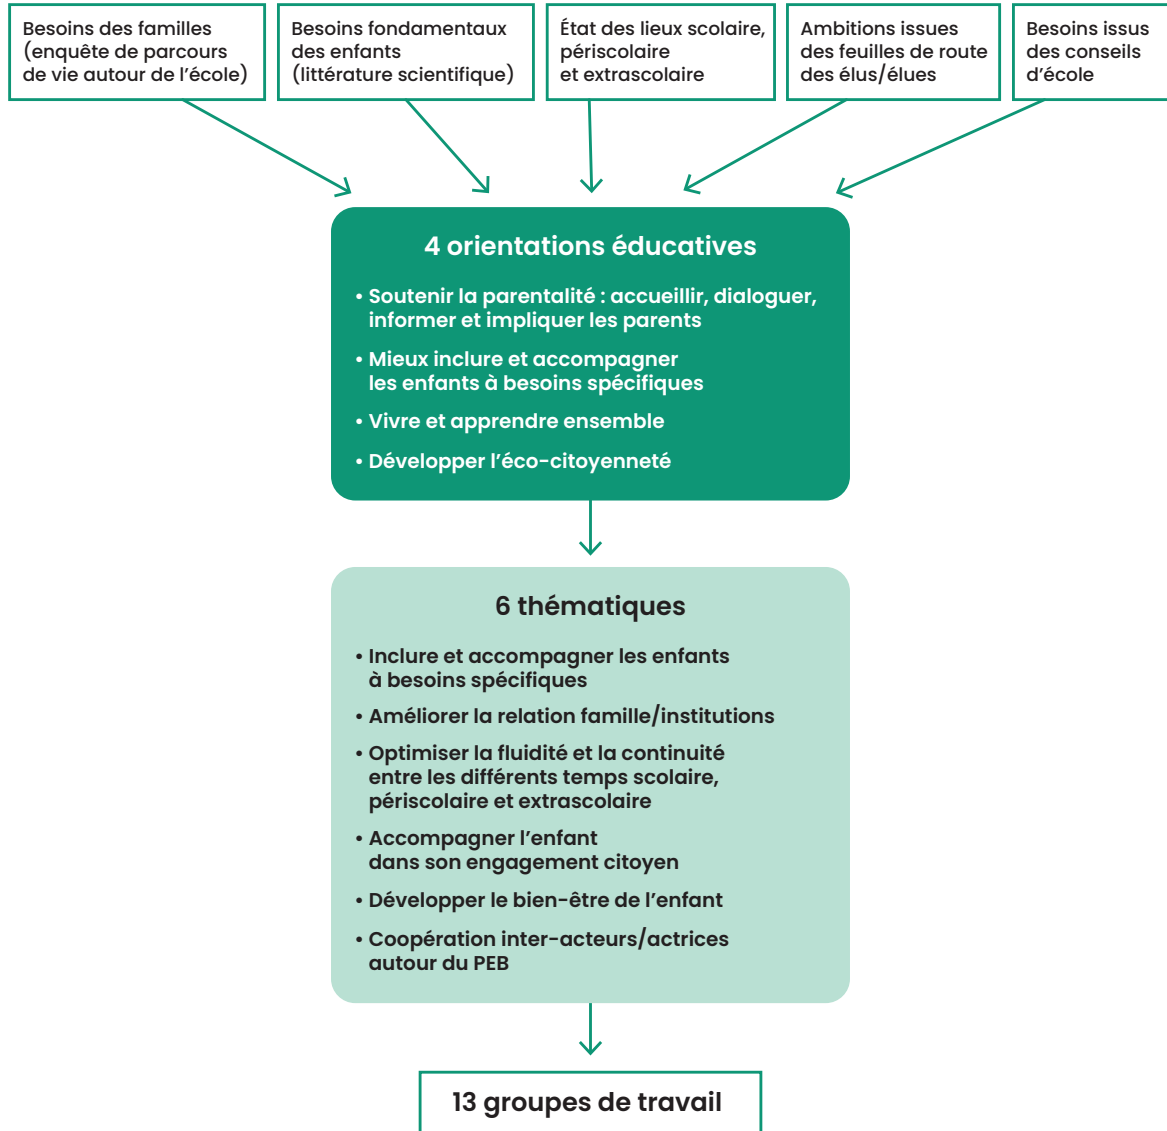 Besoins des familles
(enquête de parcours
de vie autour de l'école)
Besoins fondamentaux
des enfants
(littérature scientifique)
État des lieux scolaire,
périscolaire
et extrascolaire
Ambitions issues
des feuilles de route
des élus/élues
Besoins issus
des conseils
d'école
4 orientations éducatives
• Soutenir la parentalité : accueillir, dialoguer,
informer et impliquer les parents
• Mieux inclure et accompagner
les enfants à besoins spécifiques
• Vivre et apprendre ensemble
• Développer l'éco-citoyenneté
6 thématiques
• Inclure et accompagner les enfants
à besoins spécifiques
• Améliorer la relation famille/institutions
• Optimiser la fluidité et la continuité
entre les différents temps scolaire,
périscolaire et extrascolaire
• Accompagner l'enfant
dans son engagement citoyen
• Développer le bien-être de l'enfant
• Coopération inter-acteurs/actrices
autour du PEB
13 groupes de travail